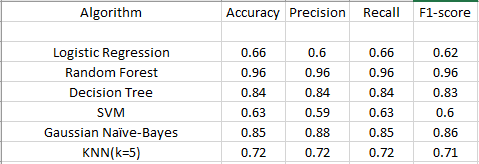 Algorithm Accuracy Precision Recall F1-score
Logistic Regression 0.66 0.6 0.66 0.62
Random Forest 0.96 0.96 0.96 0.96
Decision Tree 0.84 0.84 0.84 0.83
SVM 0.63 0.59 0.63 0.6
Gaussian Naïve-Bayes 0.85 0.88 0.85 0.86
KNN(k=5) 0.72 0.72 0.72 0.71